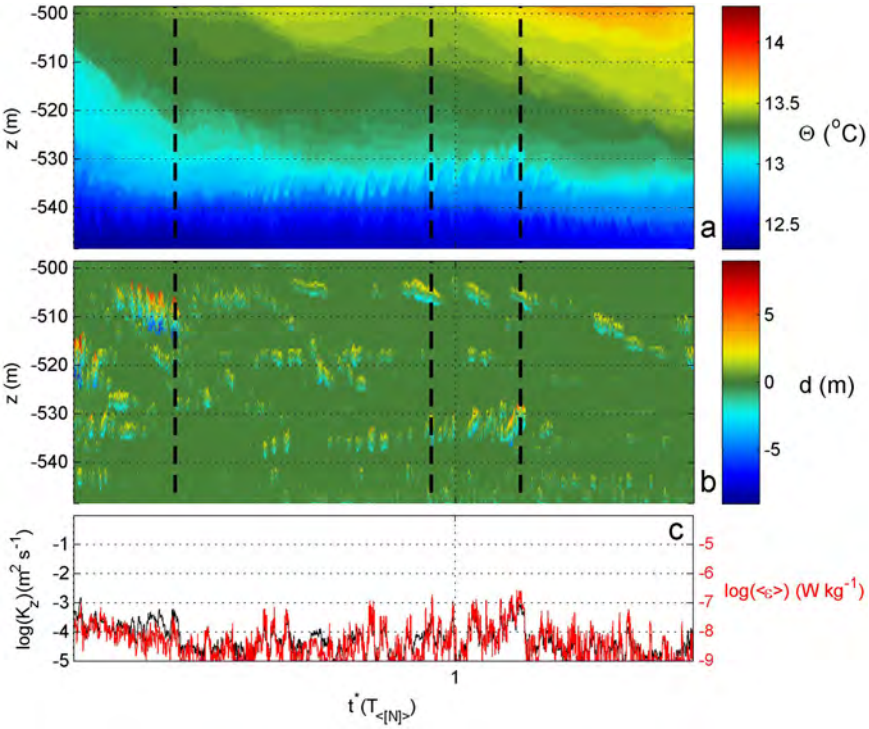 -500
-510
-520
-530
-540
z (m)
a
14
13.5
13
12.5
Θ (°C)
-500
-510
-520
-530
-540
z (m)
b
5
0
-5
d (m)
c
-1
-2
-3
-4
-5
log(K_z)(m² s⁻¹)
-5
-6
-7
-8
-9
log(<ε>) (W kg⁻¹)
1
t*(T_<[N]>)